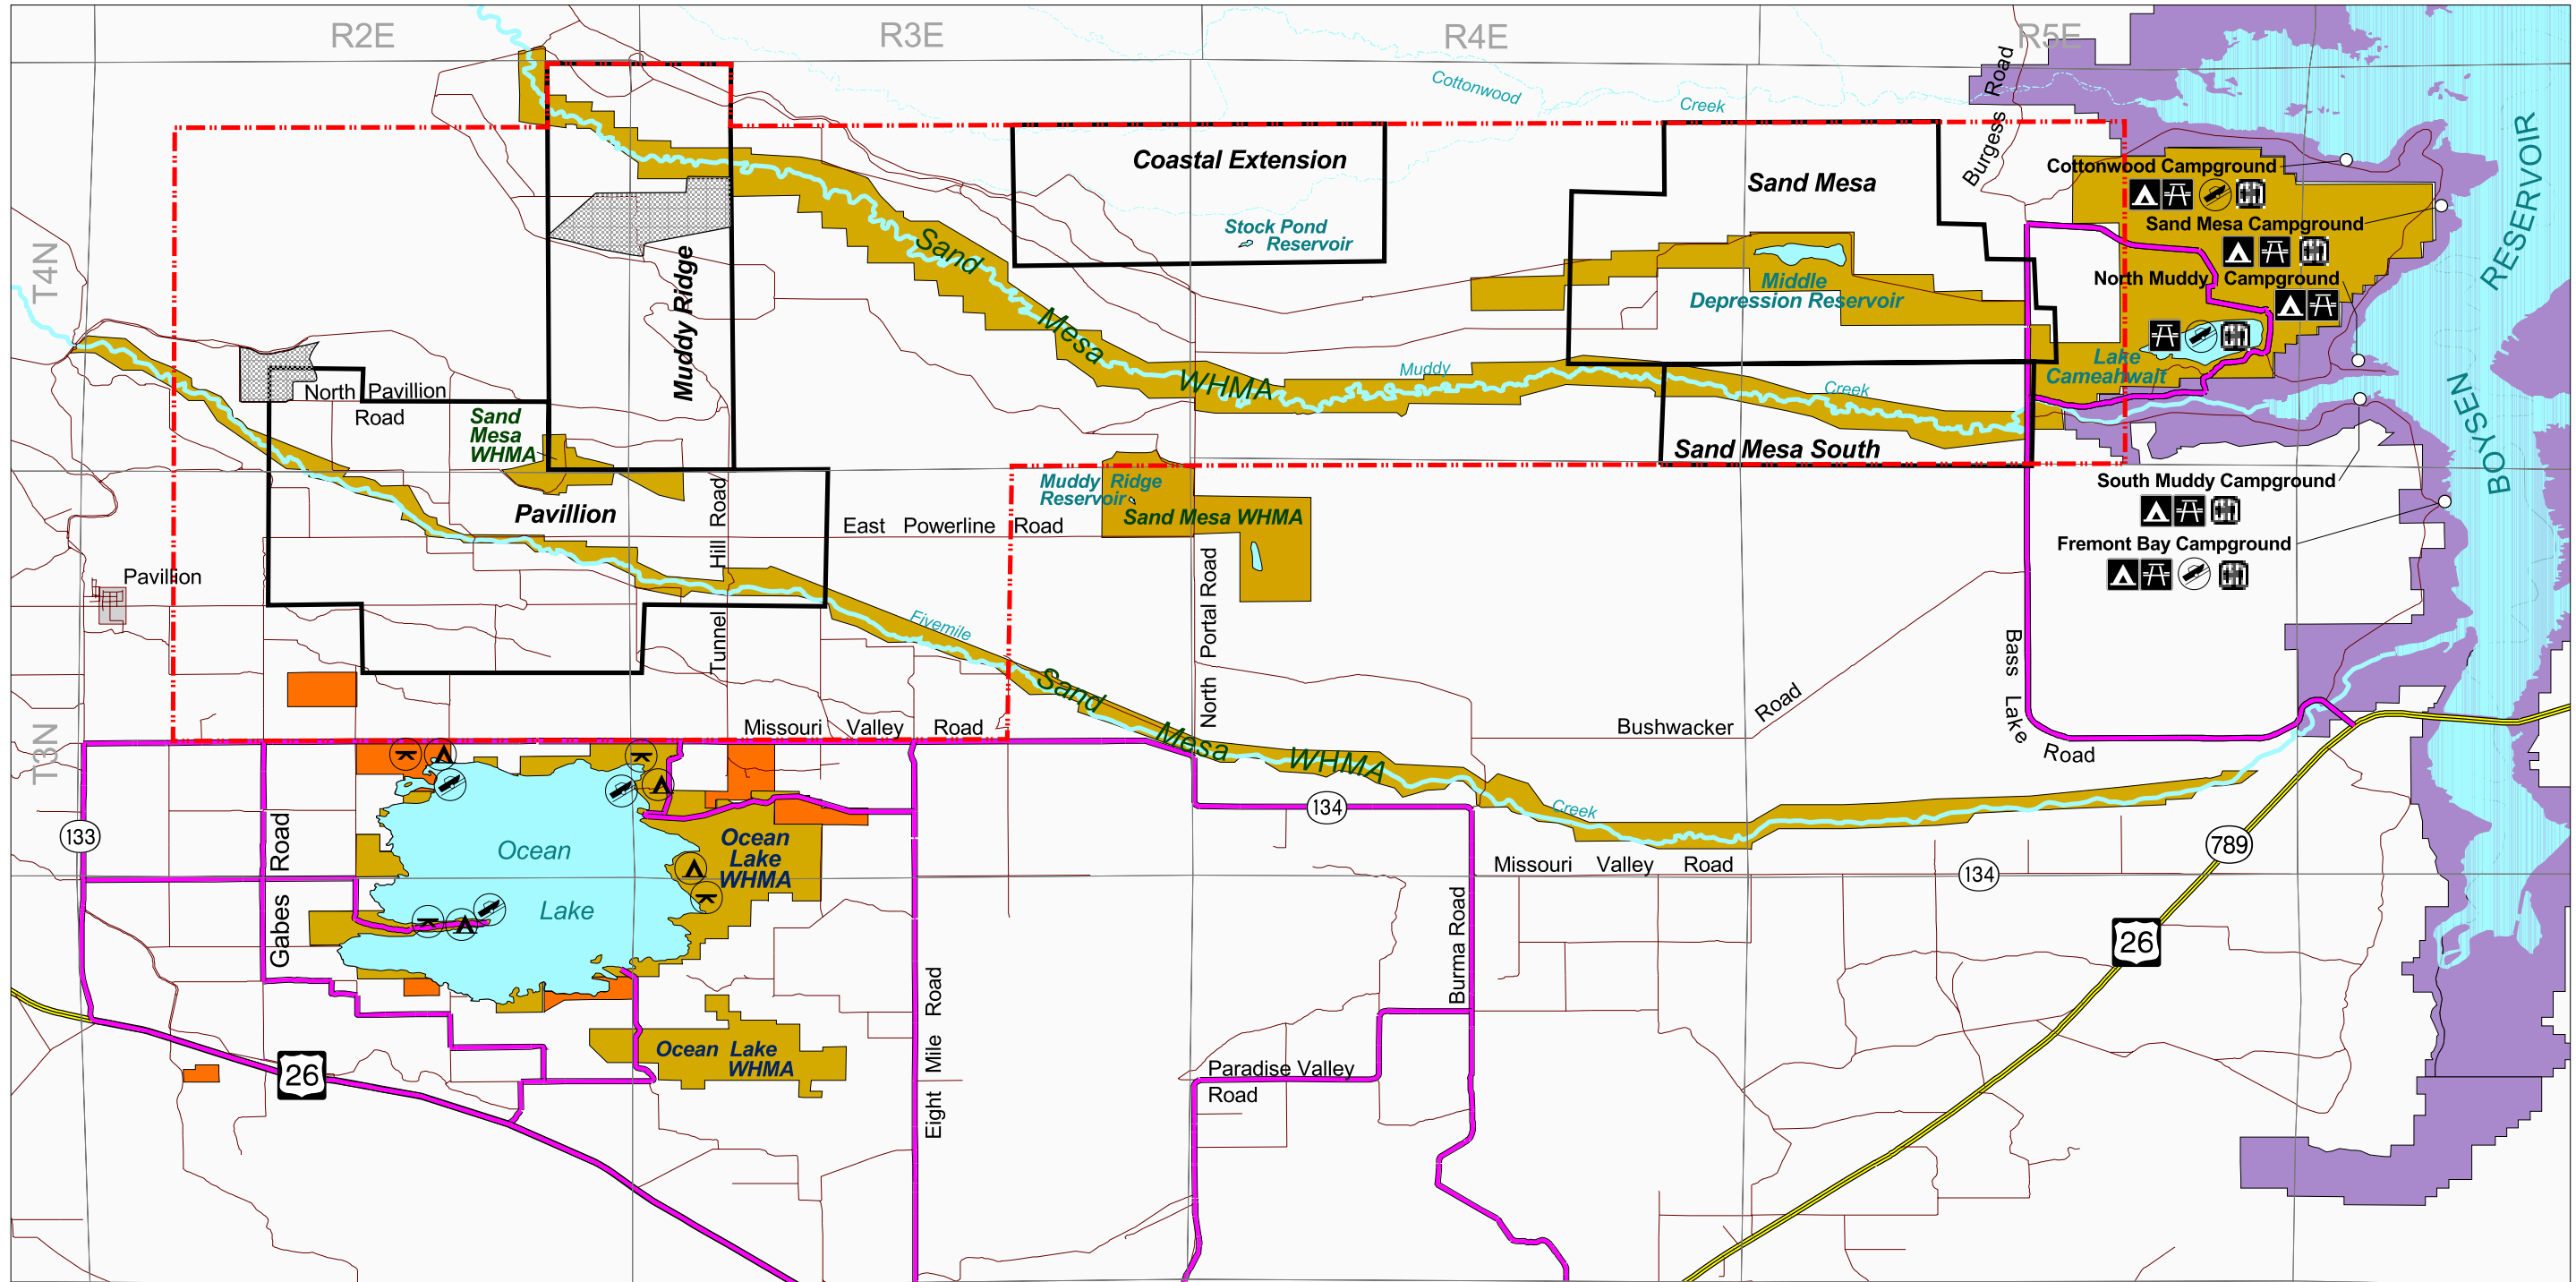 R2E
R3E
R4E
R5E
T4N
T3N
Cottonwood
Creek
Burgess Road
Coastal Extension
Sand Mesa
Stock Pond
Reservoir
Middle
Depression Reservoir
Muddy Ridge
Sand
Mesa
WHMA
Muddy
Creek
Cottonwood Campground
Sand Mesa Campground
North Muddy Campground
Lake
Cameahwait
BOYSEN
RESERVOIR
North Pavillion
Road
Sand
Mesa
WHMA
Sand Mesa South
Pavillion
Muddy Ridge
Reservoir
Sand Mesa WHMA
East Powerline Road
South Muddy Campground
Fremont Bay Campground
Pavillion
Tunnel Hill Road
North Portal Road
Fivemile
Sand
Mesa
WHMA
Creek
Bass Lake Road
Bushwacker Road
Missouri Valley Road
133
134
Gabes Road
Ocean
Lake
Ocean
Lake
WHMA
Missouri Valley Road
134
789
26
Burma Road
Eight Mile Road
Ocean Lake
WHMA
26
Paradise Valley
Road